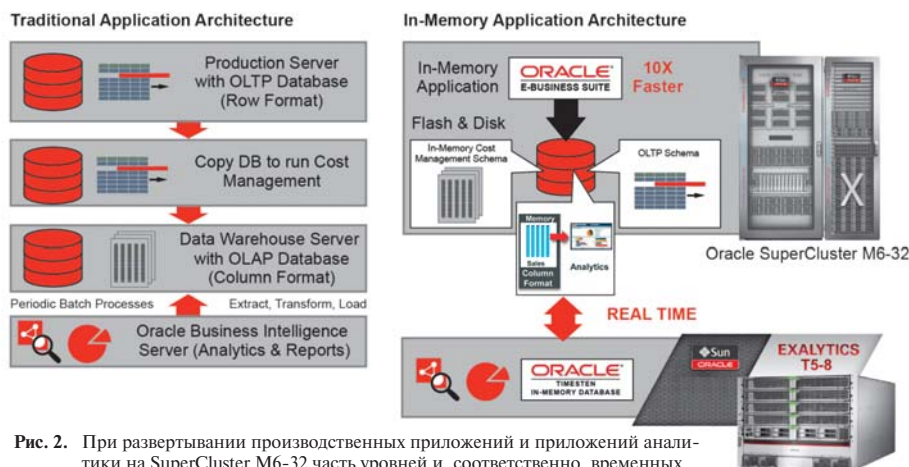 Traditional Application Architecture
Production Server
with OLTP Database
(Row Format)
Copy DB to run Cost
Management
Data Warehouse Server
with OLAP Database
(Column Format)
Periodic Batch Processes
Extract, Transform, Load
Oracle Business Intelligence
Server (Analytics & Reports)
In-Memory Application Architecture
In-Memory
Application
ORACLE
E-BUSINESS SUITE
10X
Faster
Flash & Disk
In-Memory Cost
Management Schema
OLTP Schema
Memory
Sales
Column
Format
Analytics
Oracle SuperCluster M6-32
REAL TIME
ORACLE
TIMESTEN
IN-MEMORY DATABASE
Sun
ORACLE
EXALYTICS
T5-8
Рис. 2. При развертывании производственных приложений и приложений анали-
тики на SuperCluster M6-32 часть уровней и, соответственно, временных